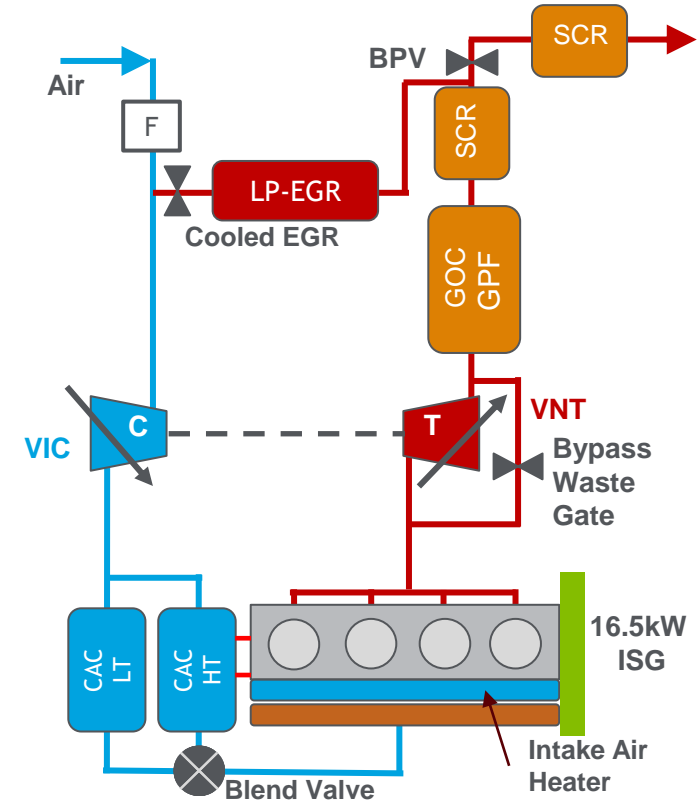 SCR
BPV
Air
F
SCR
LP-EGR
Cooled EGR
GOC
GPF
VNT
C
T
VIC
Bypass
Waste
Gate
16.5kW
ISG
CAC
LT
CAC
HT
Intake Air
Heater
Blend Valve